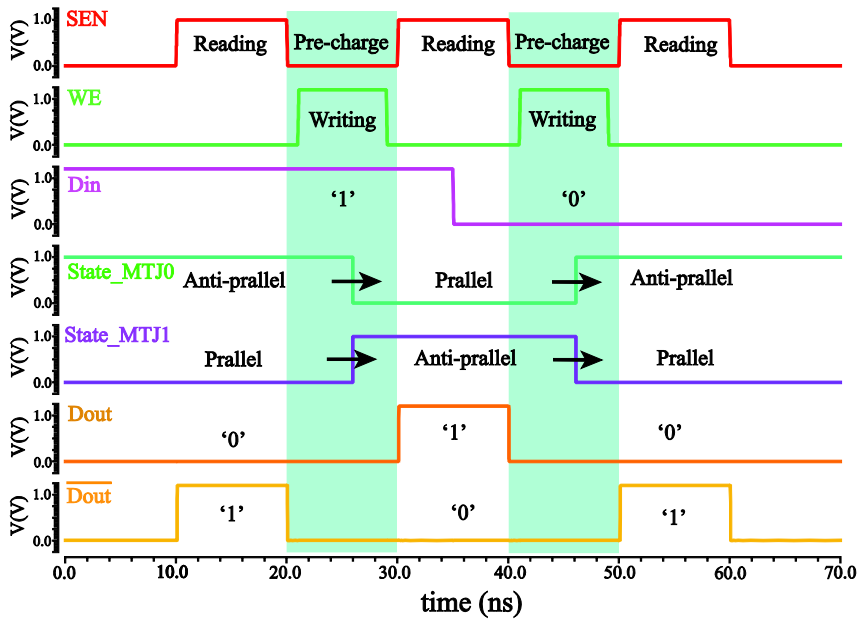 SEN
V(V)
1.0
0.0
Reading
Pre-charge
Reading
Pre-charge
Reading
WE
V(V)
1.0
0.0
Writing
Writing
Din
V(V)
1.0
0.0
‘1’
‘0’
State_MTJ0
V(V)
1.0
0.0
Anti-prallel
Prallel
Anti-prallel
State_MTJ1
V(V)
1.0
0.0
Prallel
Anti-prallel
Prallel
Dout
V(V)
1.0
0.0
‘0’
‘1’
‘0’
Dout
V(V)
1.0
0.0
‘1’
‘0’
‘1’
0.0 10.0 20.0 30.0 40.0 50.0 60.0 70.0
time (ns)